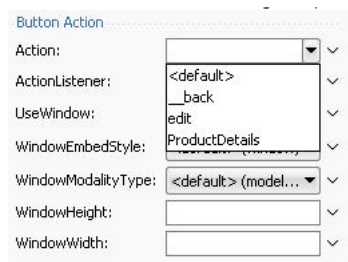 Button Action
Action:
<default>
ActionListener:
__back
UseWindow:
edit
ProductDetails
WindowEmbedStyle:
WindowModalityType: <default> (model...
WindowHeight:
WindowWidth: